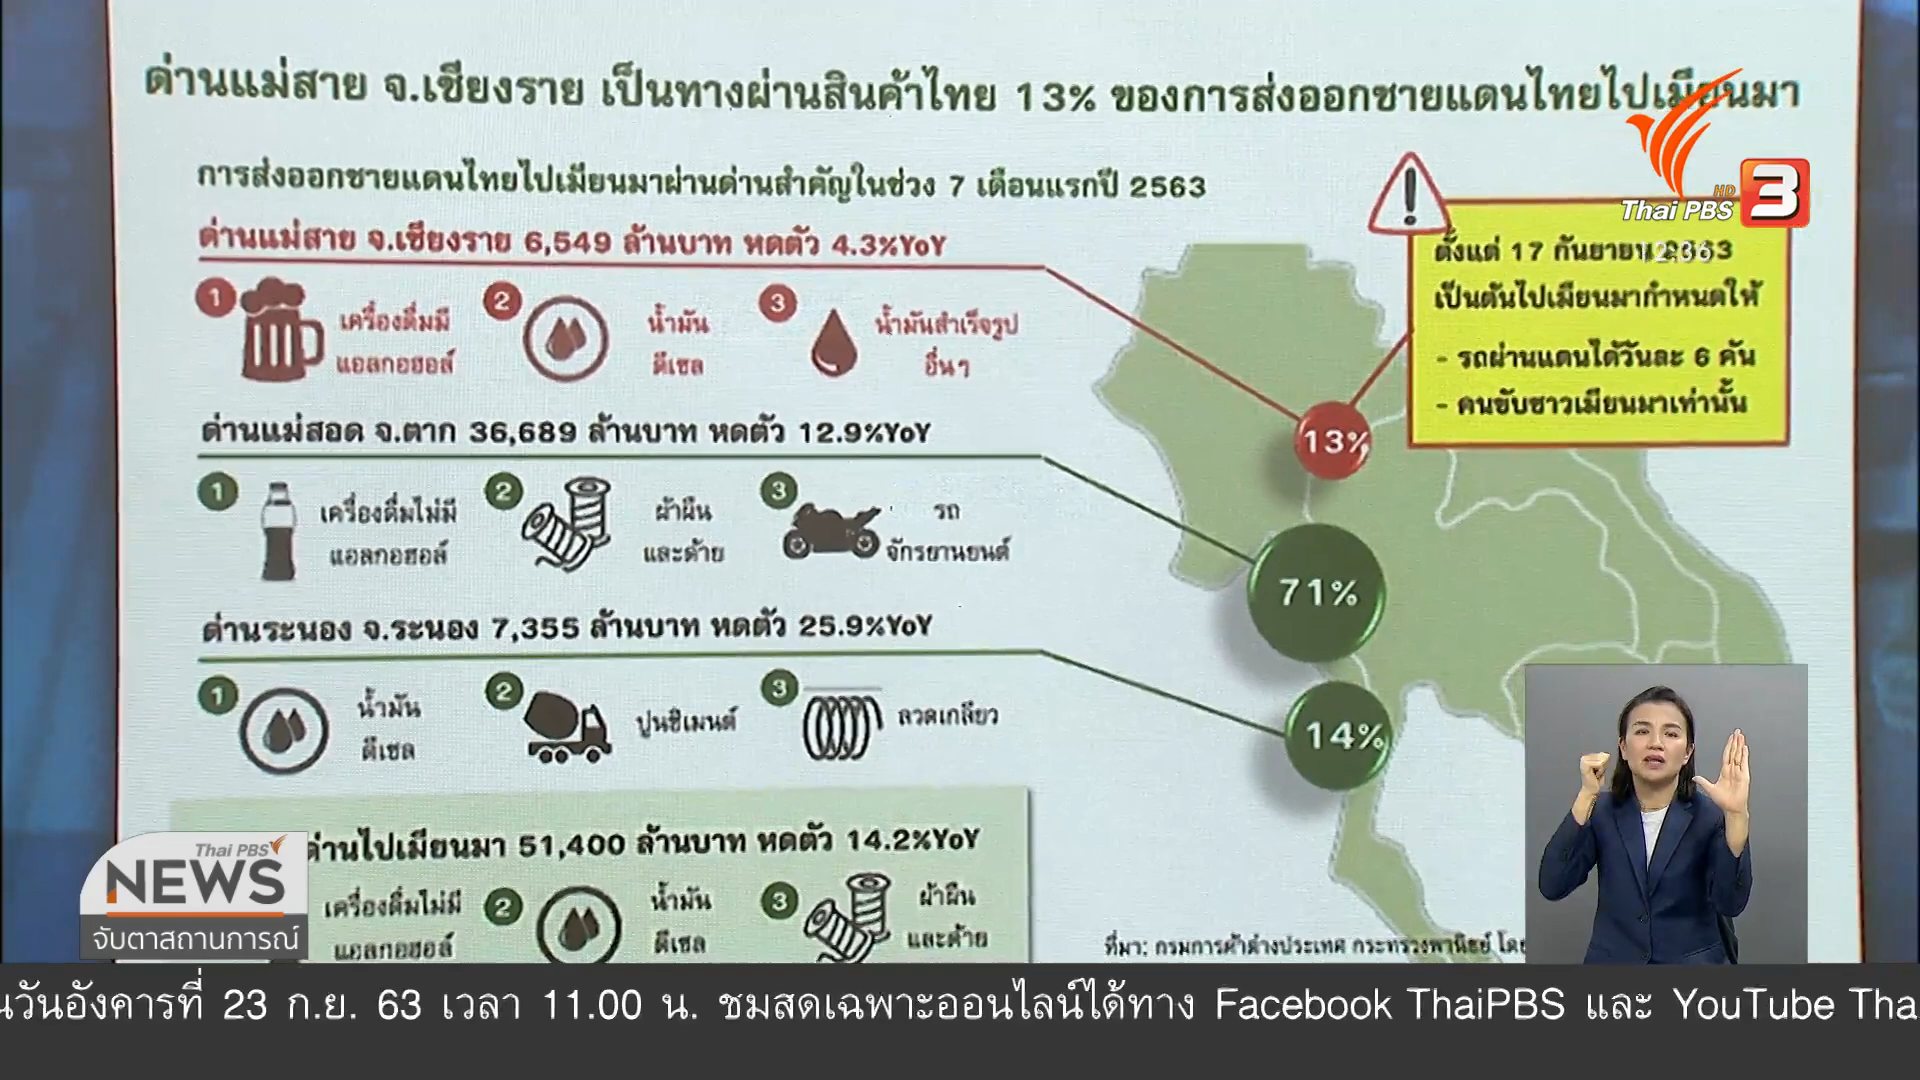 ด่านแม่สาย จ.เชียงราย เป็นทางผ่านสินค้าไทย 13% ของการส่งออกชายแดนไทยไปเมียนมา
การส่งออกชายแดนไทยไปเมียนมาผ่านด่านสำคัญในช่วง 7 เดือนแรกปี 2563
ด่านแม่สาย จ.เชียงราย 6,549 ล้านบาท หดตัว 4.3%YoY
1 เครื่องดื่มมี
แอลกอฮอล์
2 น้ำมัน
ดีเซล
3 น้ำมันสำเร็จรูป
อื่นๆ
ด่านแม่สอด จ.ตาก 36,689 ล้านบาท หดตัว 12.9%YoY
1 เครื่องดื่มไม่มี
แอลกอฮอล์
2 ผ้าผืน
และด้าย
3 รถ
จักรยานยนต์
ด่านระนอง จ.ระนอง 7,355 ล้านบาท หดตัว 25.9%YoY
1 น้ำมัน
ดีเซล
2 ปูนซิเมนต์
3 ลวดเกลียว
ด่านไปเมียนมา 51,400 ล้านบาท หดตัว 14.2%YoY
เครื่องดื่มไม่มี
แอลกอฮอล์
2 น้ำมัน
ดีเซล
3 ผ้าผืน
และด้าย
13%
71%
14%
HD
Thai PBS 3
ตั้งแต่ 17 กันยายน 2563
เป็นต้นไปเมียนมากำหนดให้
- รถผ่านแดนได้วันละ 6 คัน
- คนขับชาวเมียนมาเท่านั้น
ที่มา: กรมการค้าต่างประเทศ กระทรวงพาณิชย์ โดย
Thai PBS
NEWS
จับตาสถานการณ์
นวันอังคารที่ 23 ก.ย. 63 เวลา 11.00 น. ชมสดเฉพาะออนไลน์ได้ทาง Facebook ThaiPBS และ YouTube Tha